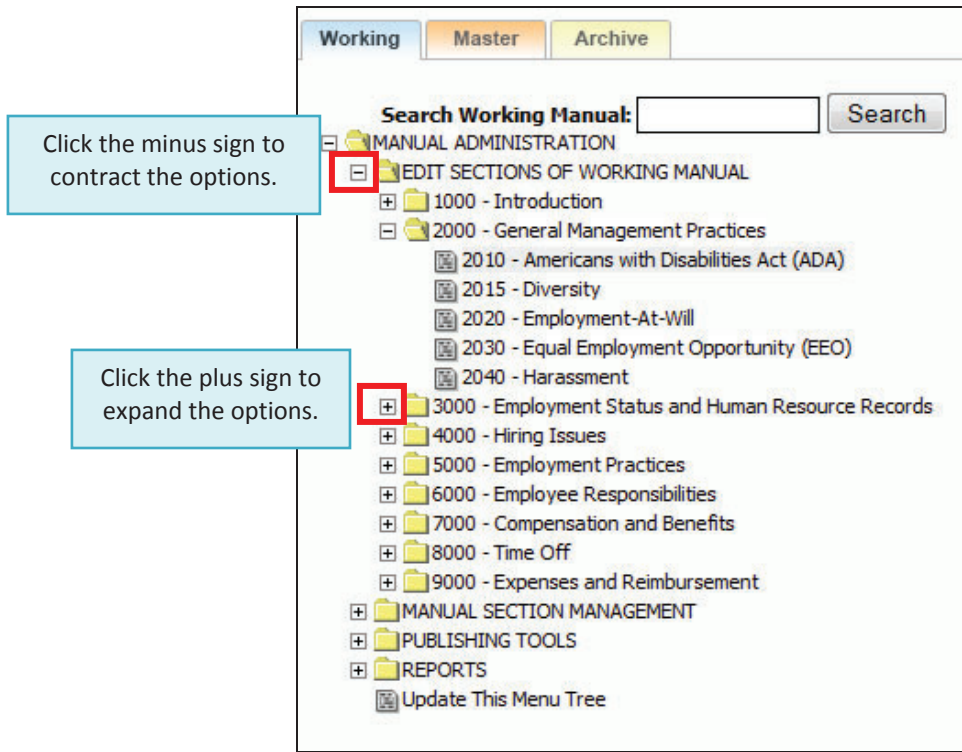 Working
Master
Archive
Search Working Manual:
Search
Click the minus sign to
contract the options.
MANUAL ADMINISTRATION
EDIT SECTIONS OF WORKING MANUAL
1000 - Introduction
2000 - General Management Practices
2010 - Americans with Disabilities Act (ADA)
2015 - Diversity
2020 - Employment-At-Will
2030 - Equal Employment Opportunity (EEO)
2040 - Harassment
Click the plus sign to
expand the options.
3000 - Employment Status and Human Resource Records
4000 - Hiring Issues
5000 - Employment Practices
6000 - Employee Responsibilities
7000 - Compensation and Benefits
8000 - Time Off
9000 - Expenses and Reimbursement
MANUAL SECTION MANAGEMENT
PUBLISHING TOOLS
REPORTS
Update This Menu Tree